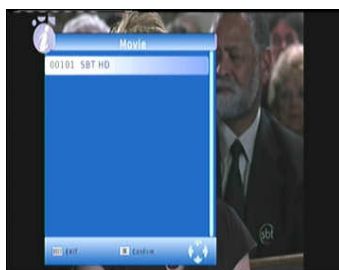 Movie
00101 SBT HD
EXIT
Confirm
sbt